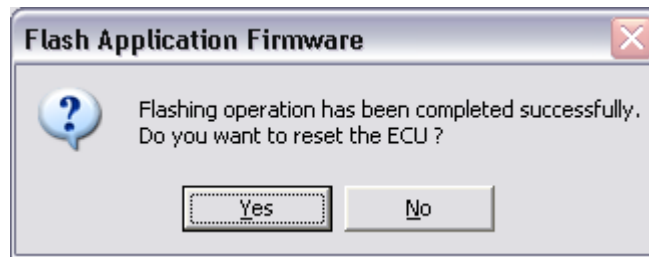 Flash Application Firmware
Flashing operation has been completed successfully.
Do you want to reset the ECU ?
Yes
No